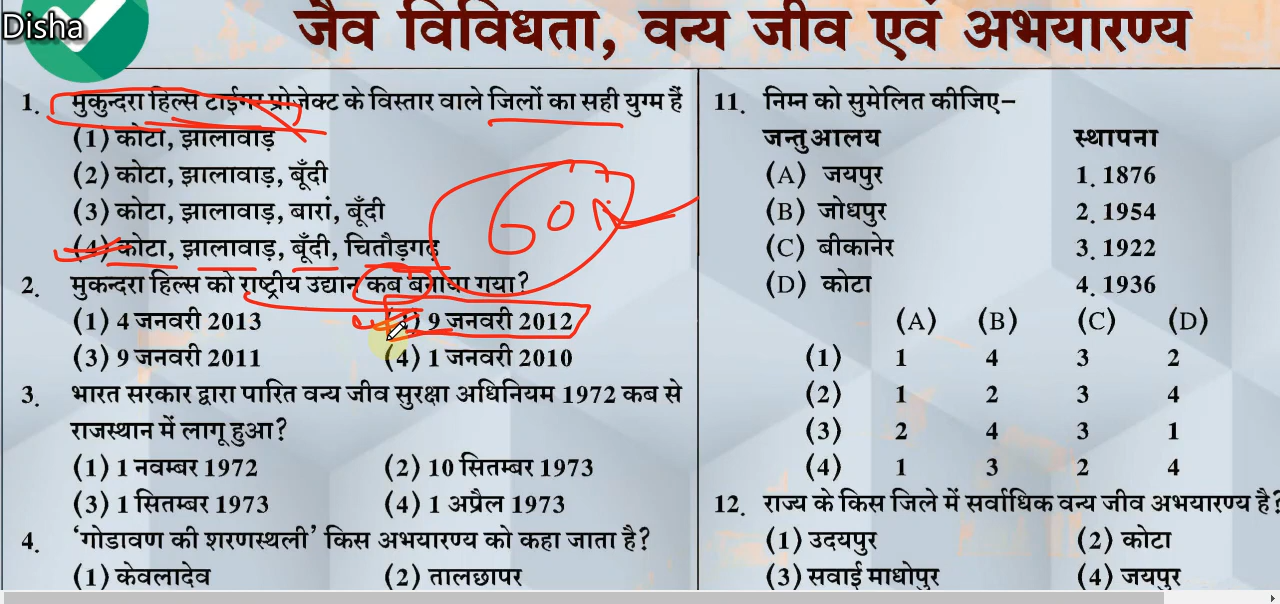 Disha
जैव विविधता, वन्य जीव एवं अभयारण्य
1. मुकुन्दरा हिल्स टाईगर प्रोजेक्ट के विस्तार वाले जिलों का सही युग्म हैं
(1) कोटा, झालावाड़
(2) कोटा, झालावाड़, बूँदी
(3) कोटा, झालावाड़, बारां, बूँदी
(4) कोटा, झालावाड़, बूँदी, चितौड़गढ़
2. मुकन्दरा हिल्स को राष्ट्रीय उद्यान कब बनाया गया?
(1) 4 जनवरी 2013 (2) 9 जनवरी 2012
(3) 9 जनवरी 2011 (4) 1 जनवरी 2010
3. भारत सरकार द्वारा पारित वन्य जीव सुरक्षा अधिनियम 1972 कब से
राजस्थान में लागू हुआ?
(1) 1 नवम्बर 1972 (2) 10 सितम्बर 1973
(3) 1 सितम्बर 1973 (4) 1 अप्रैल 1973
4. 'गोडावण की शरणस्थली' किस अभयारण्य को कहा जाता है?
(1) केवलादेव (2) तालछापर
11. निम्न को सुमेलित कीजिए–
जन्तुआलय स्थापना
(A) जयपुर 1. 1876
(B) जोधपुर 2. 1954
(C) बीकानेर 3. 1922
(D) कोटा 4. 1936
(A) (B) (C) (D)
(1) 1 4 3 2
(2) 1 2 3 4
(3) 2 4 3 1
(4) 1 3 2 4
12. राज्य के किस जिले में सर्वाधिक वन्य जीव अभयारण्य है?
(1) उदयपुर (2) कोटा
(3) सवाई माधोपुर (4) जयपुर